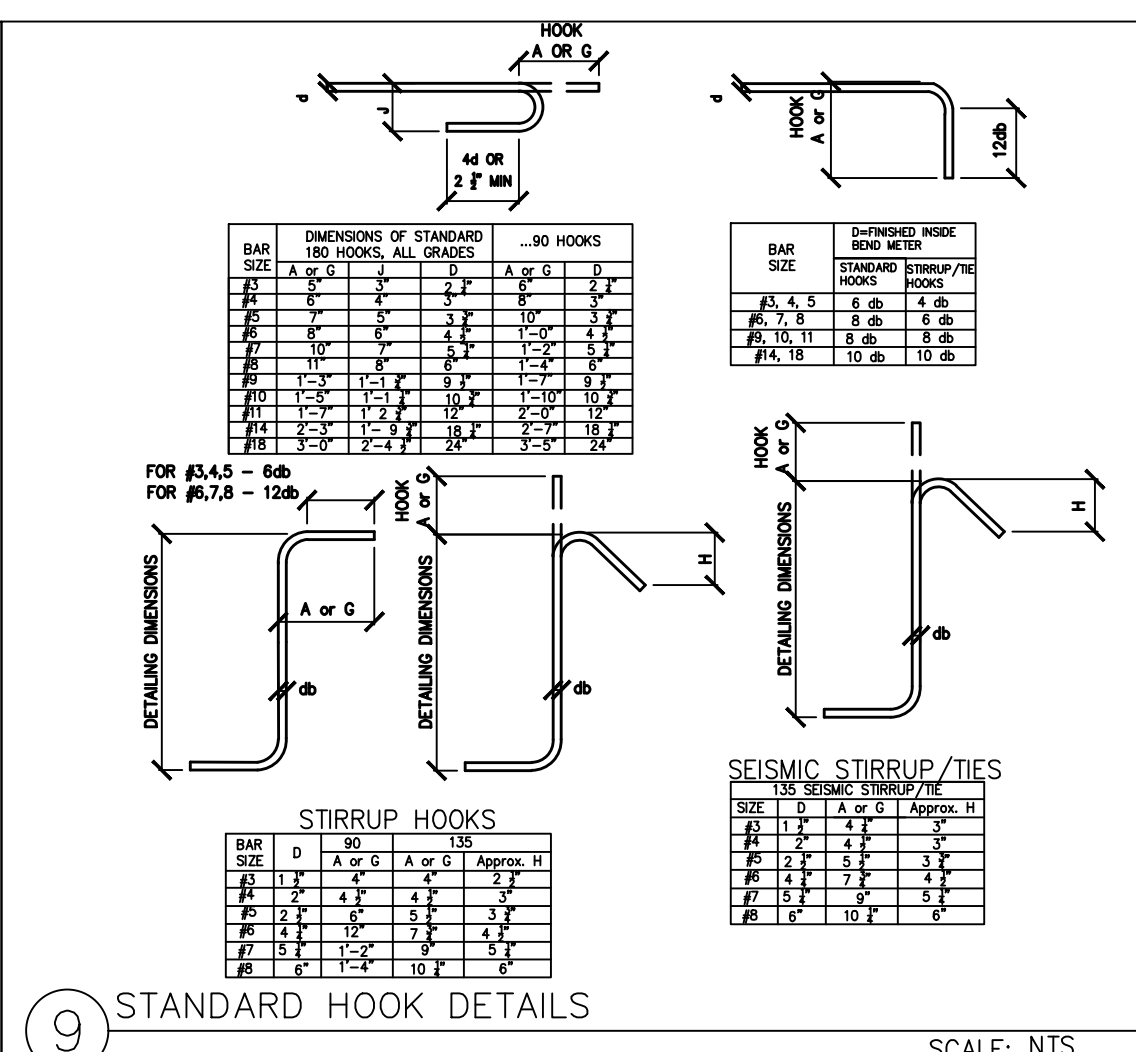 HOOK
A OR G
d
J
4d OR
2 ½" MIN
d
HOOK
A or G
12db
BAR SIZE DIMENSIONS OF STANDARD 180 HOOKS, ALL GRADES ...90 HOOKS
A or G J D A or G D
#3 5" 3" 2 ¼" 6" 2 ¼"
#4 6" 4" 3" 8" 3"
#5 7" 5" 3 ¾" 10" 3 ¾"
#6 8" 6" 4 ½" 1'-0" 4 ½"
#7 10" 7" 5 ¼" 1'-2" 5 ¼"
#8 11" 8" 6" 1'-4" 6"
#9 1'-3" 1'-1 ¾" 9 ½" 1'-7" 9 ½"
#10 1'-5" 1'-1 ¼" 10 ¾" 1'-10" 10 ¾"
#11 1'-7" 1' 2 ¾" 12" 2'-0" 12"
#14 2'-3" 1'- 9 ¾" 18 ¼" 2'-7" 18 ¼"
#18 3'-0" 2'-4 ½" 24" 3'-5" 24"
BAR SIZE D=FINISHED INSIDE BEND METER
STANDARD HOOKS STIRRUP/TIE HOOKS
#3, 4, 5 6 db 4 db
#6, 7, 8 8 db 6 db
#9, 10, 11 8 db 8 db
#14, 18 10 db 10 db
FOR #3,4,5 - 6db
FOR #6,7,8 - 12db
DETAILING DIMENSIONS
A or G
db
HOOK
A or G
DETAILING DIMENSIONS
H
db
HOOK
A or G
DETAILING DIMENSIONS
H
db
STIRRUP HOOKS
BAR SIZE D 90 135
A or G A or G Approx. H
#3 1 ½" 4" 4" 2 ½"
#4 2" 4 ½" 4 ½" 3"
#5 2 ½" 6" 5 ½" 3 ¾"
#6 4 ½" 12" 7 ¾" 4 ½"
#7 5 ¼" 1'-2" 9" 5 ¼"
#8 6" 1'-4" 10 ¼" 6"
SEISMIC STIRRUP/TIES
135 SEISMIC STIRRUP/TIE
SIZE D A or G Approx. H
#3 1 ½" 4 ¼" 3"
#4 2" 4 ½" 3"
#5 2 ½" 5 ½" 3 ¾"
#6 4 ½" 7 ¾" 4 ½"
#7 5 ¼" 9" 5 ¼"
#8 6" 10 ¼" 6"
9 STANDARD HOOK DETAILS
SCALE: NTS